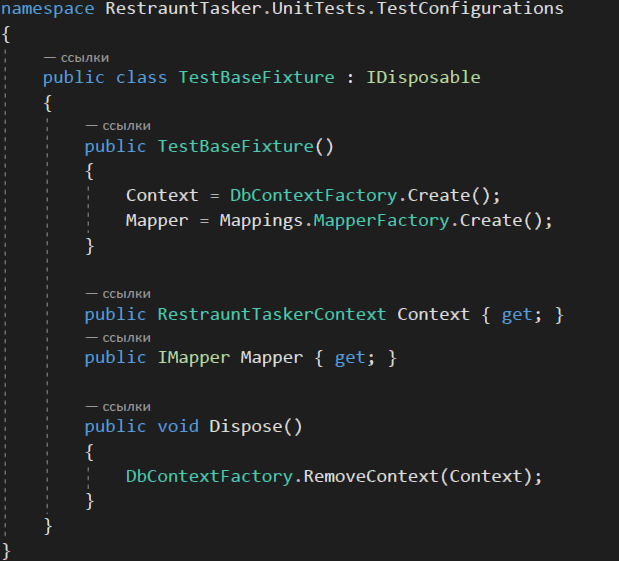 namespace RestrauntTasker.UnitTests.TestConfigurations
{
— ссылки
public class TestBaseFixture : IDisposable
{
— ссылки
public TestBaseFixture()
{
Context = DbContextFactory.Create();
Mapper = Mappings.MapperFactory.Create();
}
— ссылки
public RestrauntTaskerContext Context { get; }
— ссылки
public IMapper Mapper { get; }
— ссылки
public void Dispose()
{
DbContextFactory.RemoveContext(Context);
}
}
}